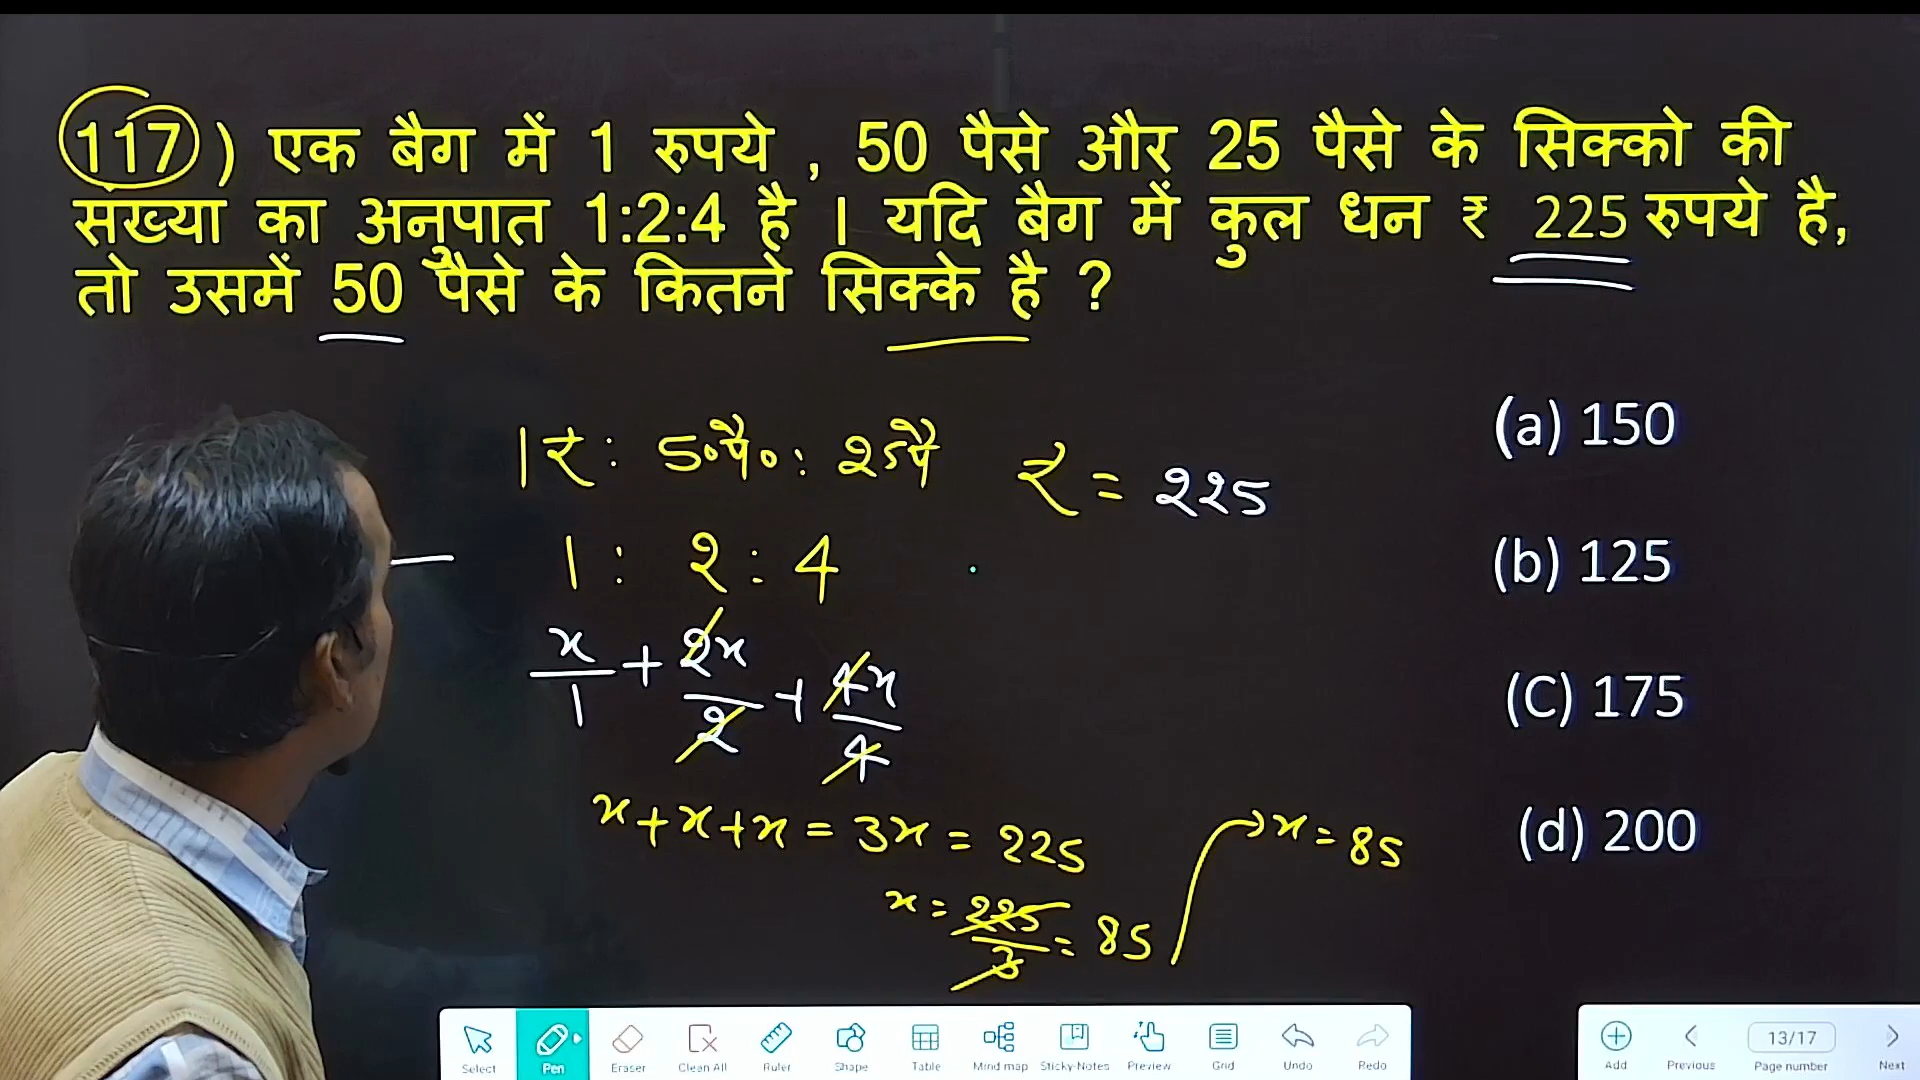 117) एक बैग में 1 रुपये , 50 पैसे और 25 पैसे के सिक्को की
संख्या का अनुपात 1:2:4 है । यदि बैग में कुल धन ₹ 225 रुपये है,
तो उसमें 50 पैसे के कितने सिक्के है ?
1₹ : 50पै० : 25पै ₹ = 225
1 : 2 : 4
x/1 + 2x/2 + 4x/4
x+x+x = 3x = 225
x = 225/3 = 85
x = 85
(a) 150
(b) 125
(C) 175
(d) 200
Select Pen Eraser Clean All Ruler Shape Table Mind map Sticky-Notes Preview Grid Undo Redo
Add Previous 13/17 Page number Next